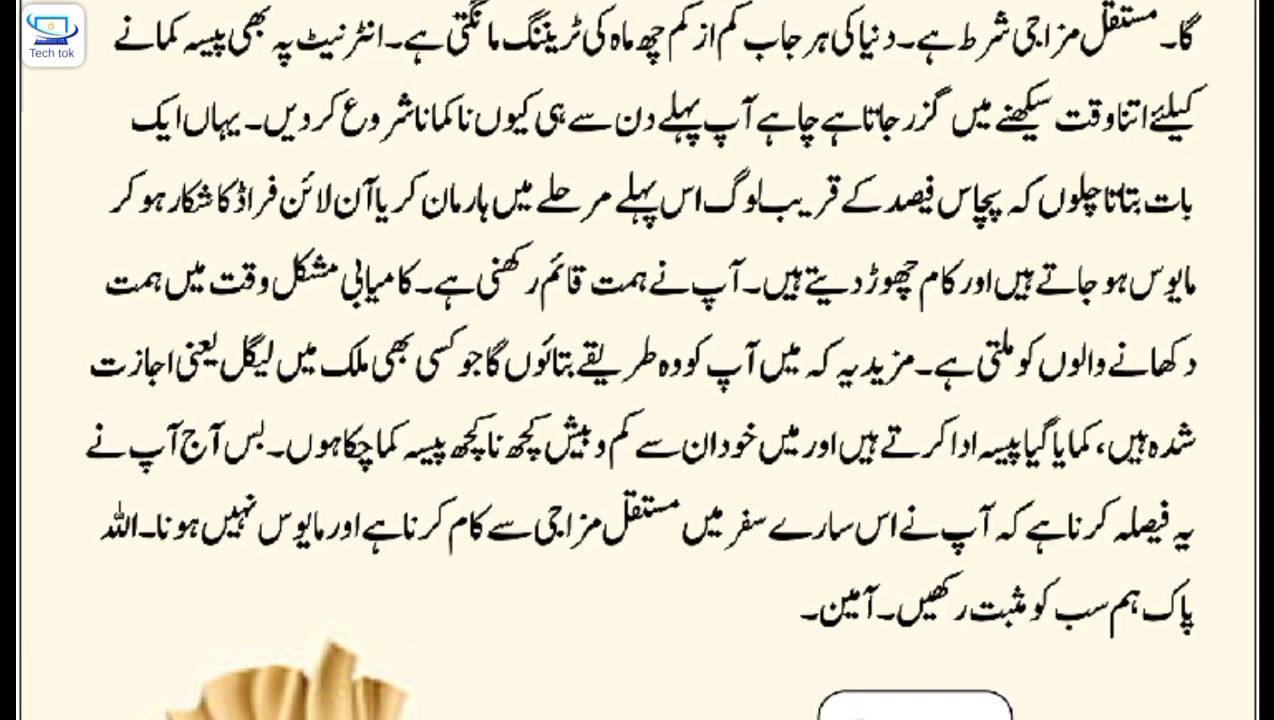 Tech tok
گا۔ مستقل مزاجی شرط ہے۔ دنیا کی ہر جاب کم از کم چھ ماہ کی ٹریننگ مانگتی ہے۔ انٹرنیٹ پہ بھی پیسہ کمانے
کیلئے اتنا وقت سیکھنے میں گزر جاتا ہے چاہے آپ پہلے دن سے ہی کیوں نا کمانا شروع کردیں۔ یہاں ایک
بات بتاتا چلوں کہ پچاس فیصد کے قریب لوگ اس پہلے مرحلے میں ہار مان کر یا آن لائن فراڈ کا شکار ہو کر
مایوس ہو جاتے ہیں اور کام چھوڑ دیتے ہیں۔ آپ نے ہمت قائم رکھنی ہے۔ کامیابی مشکل وقت میں ہمت
دکھانے والوں کو ملتی ہے۔ مزید یہ کہ میں آپ کو وہ طریقے بتائوں گا جو کسی بھی ملک میں لیگل یعنی اجازت
شدہ ہیں، کمایا گیا پیسہ ادا کرتے ہیں اور میں خود ان سے کم و بیش کچھ نا کچھ پیسہ کما چکا ہوں۔ بس آج آپ نے
یہ فیصلہ کرنا ہے کہ آپ نے اس سارے سفر میں مستقل مزاجی سے کام کرنا ہے اور مایوس نہیں ہونا۔ اللہ
پاک ہم سب کو مثبت رکھیں۔ آمین۔